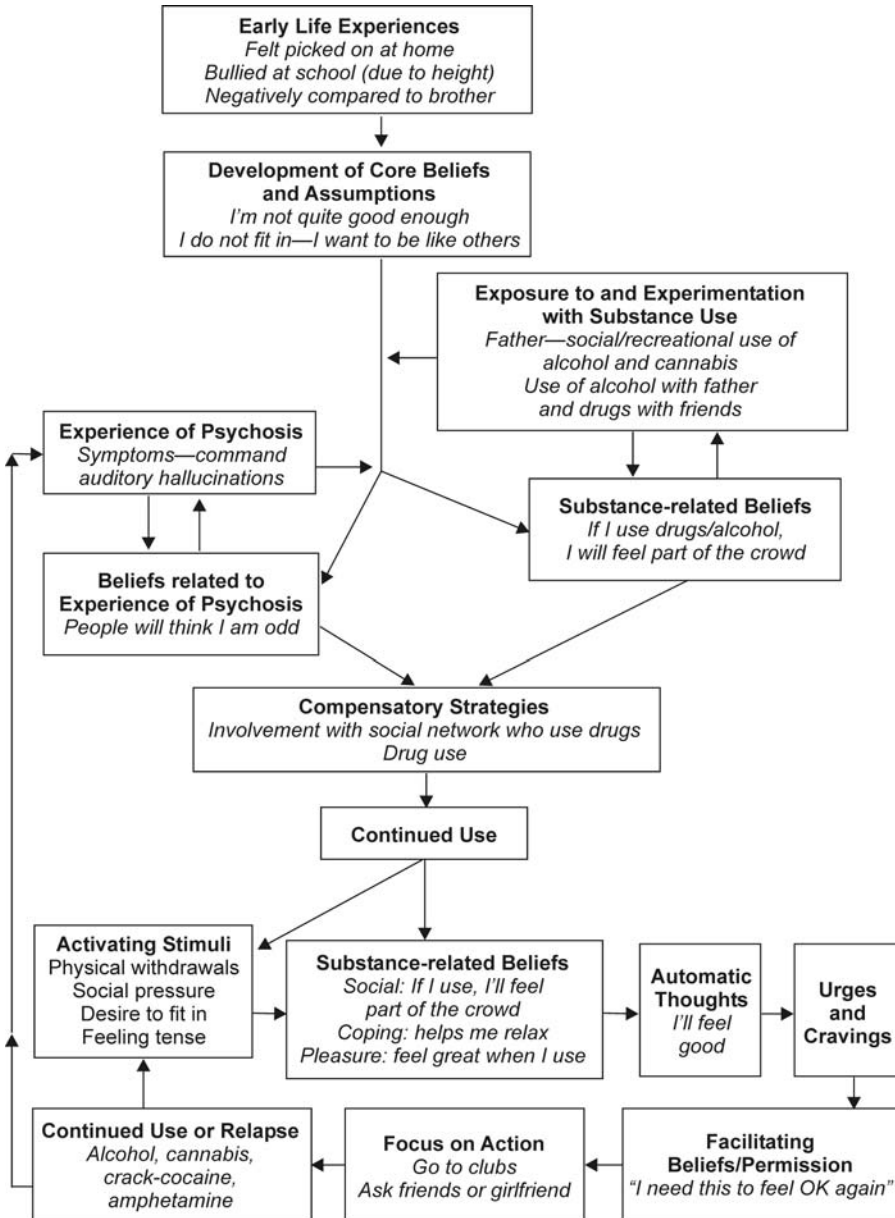 Early Life Experiences
Felt picked on at home
Bullied at school (due to height)
Negatively compared to brother
Development of Core Beliefs
and Assumptions
I'm not quite good enough
I do not fit in—I want to be like others
Exposure to and Experimentation
with Substance Use
Father—social/recreational use of
alcohol and cannabis
Use of alcohol with father
and drugs with friends
Experience of Psychosis
Symptoms—command
auditory hallucinations
Substance-related Beliefs
If I use drugs/alcohol,
I will feel part of the crowd
Beliefs related to
Experience of Psychosis
People will think I am odd
Compensatory Strategies
Involvement with social network who use drugs
Drug use
Continued Use
Activating Stimuli
Physical withdrawals
Social pressure
Desire to fit in
Feeling tense
Substance-related Beliefs
Social: If I use, I'll feel
part of the crowd
Coping: helps me relax
Pleasure: feel great when I use
Automatic
Thoughts
I'll feel
good
Urges
and
Cravings
Continued Use or Relapse
Alcohol, cannabis,
crack-cocaine,
amphetamine
Focus on Action
Go to clubs
Ask friends or girlfriend
Facilitating
Beliefs/Permission
"I need this to feel OK again"